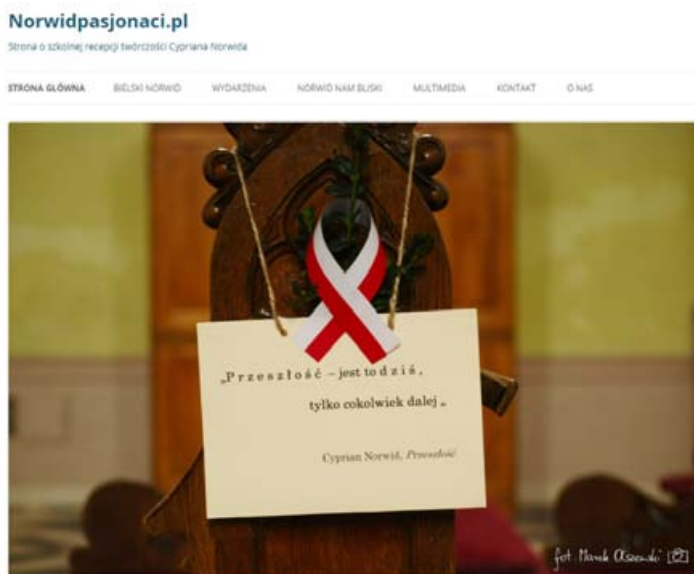 Norwidpasjonaci.pl
Strona o szkolnej recepcji twórczości Cypriana Norwida
STRONA GŁÓWNA BIELSKI NORWID WYDARZENIA NORWID NAM BLISKI MULTIMEDIA KONTAKT O NAS
„Przeszłość – jest to dziś,
tylko cokolwiek dalej „
Cyprian Norwid, Przeszłość
fot. Marek Olszewski